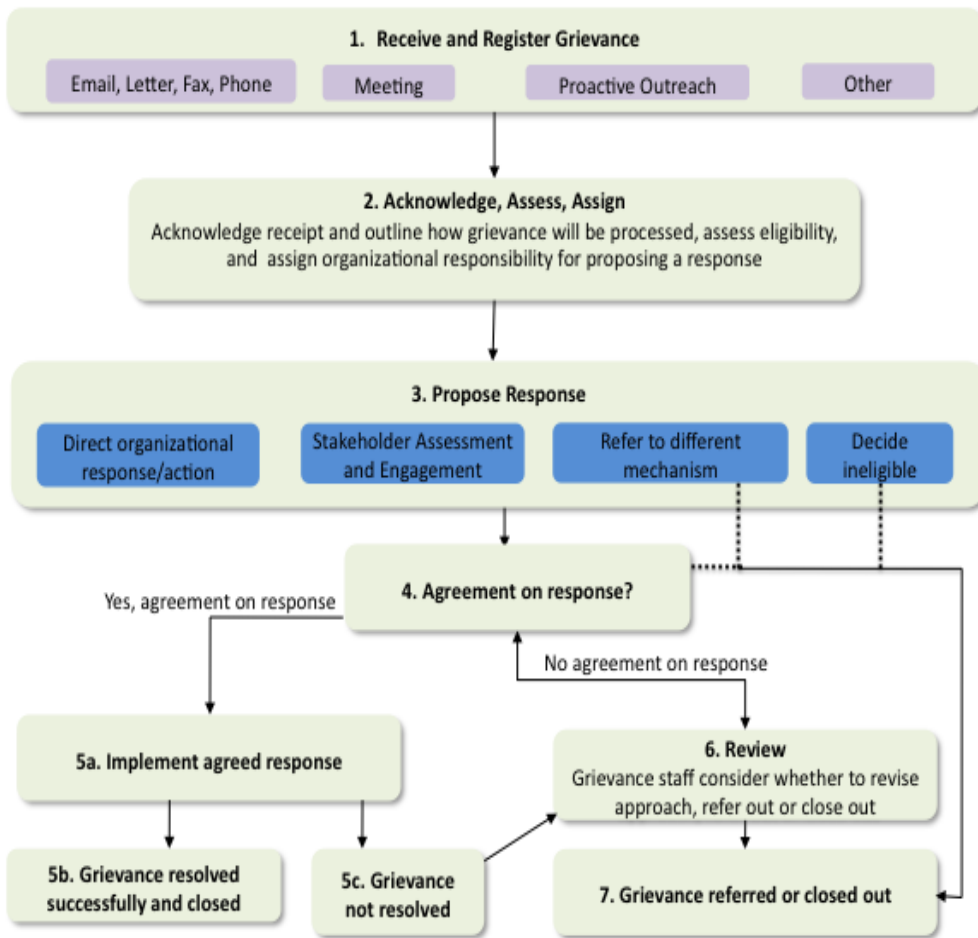 1. Receive and Register Grievance
Email, Letter, Fax, Phone
Meeting
Proactive Outreach
Other
2. Acknowledge, Assess, Assign
Acknowledge receipt and outline how grievance will be processed, assess eligibility,
and assign organizational responsibility for proposing a response
3. Propose Response
Direct organizational
response/action
Stakeholder Assessment
and Engagement
Refer to different
mechanism
Decide
ineligible
4. Agreement on response?
Yes, agreement on response
No agreement on response
5a. Implement agreed response
6. Review
Grievance staff consider whether to revise
approach, refer out or close out
5b. Grievance resolved
successfully and closed
5c. Grievance
not resolved
7. Grievance referred or closed out